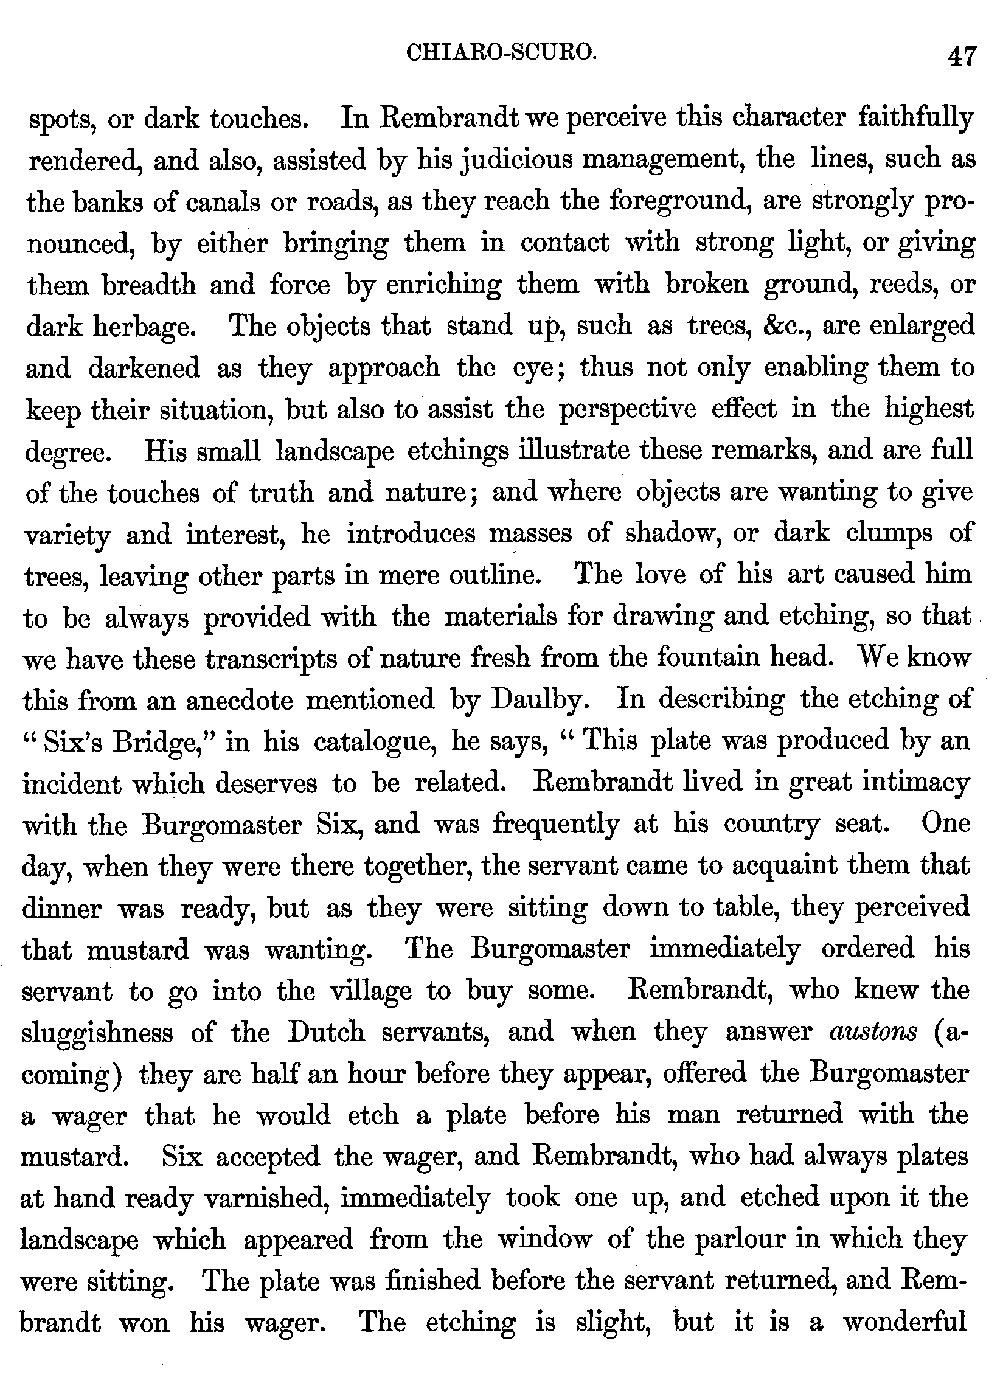 CHIARO-SCURO. 47
spots, or dark touches. In Rembrandt we perceive this character faithfully
rendered, and also, assisted by his judicious management, the lines, such as
the banks of canals or roads, as they reach the foreground, are strongly pro-
nounced, by either bringing them in contact with strong light, or giving
them breadth and force by enriching them with broken ground, reeds, or
dark herbage. The objects that stand up, such as trees, &c., are enlarged
and darkened as they approach the eye; thus not only enabling them to
keep their situation, but also to assist the perspective effect in the highest
degree. His small landscape etchings illustrate these remarks, and are full
of the touches of truth and nature; and where objects are wanting to give
variety and interest, he introduces masses of shadow, or dark clumps of
trees, leaving other parts in mere outline. The love of his art caused him
to be always provided with the materials for drawing and etching, so that
we have these transcripts of nature fresh from the fountain head. We know
this from an anecdote mentioned by Daulby. In describing the etching of
“ Six's Bridge,” in his catalogue, he says, “ This plate was produced by an
incident which deserves to be related. Rembrandt lived in great intimacy
with the Burgomaster Six, and was frequently at his country seat. One
day, when they were there together, the servant came to acquaint them that
dinner was ready, but as they were sitting down to table, they perceived
that mustard was wanting. The Burgomaster immediately ordered his
servant to go into the village to buy some. Rembrandt, who knew the
sluggishness of the Dutch servants, and when they answer austons (a-
coming) they are half an hour before they appear, offered the Burgomaster
a wager that he would etch a plate before his man returned with the
mustard. Six accepted the wager, and Rembrandt, who had always plates
at hand ready varnished, immediately took one up, and etched upon it the
landscape which appeared from the window of the parlour in which they
were sitting. The plate was finished before the servant returned, and Rem-
brandt won his wager. The etching is slight, but it is a wonderful